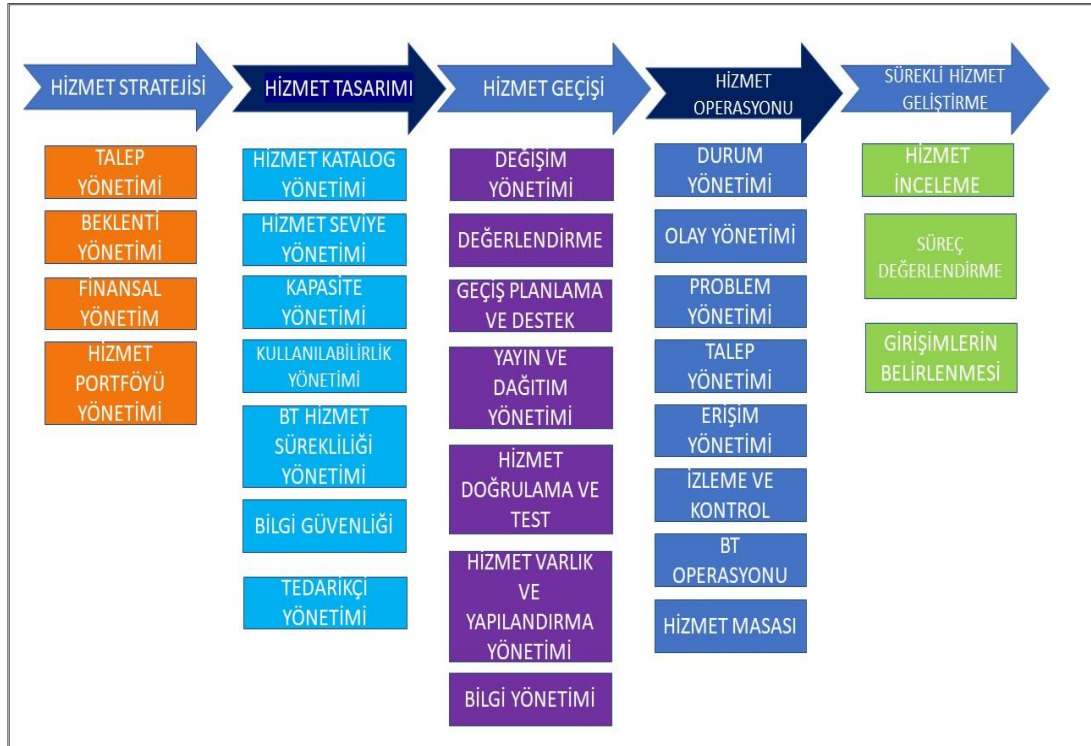 HİZMET STRATEJİSİ
HİZMET TASARIMI
HİZMET GEÇİŞİ
HİZMET
OPERASYONU
SÜREKLİ HİZMET
GELİŞTİRME
TALEP
YÖNETİMİ
BEKLENTİ
YÖNETİMİ
FİNANSAL
YÖNETİM
HİZMET
PORTFÖYÜ
YÖNETİMİ
HİZMET KATALOG
YÖNETİMİ
HİZMET SEVİYE
YÖNETİMİ
KAPASİTE
YÖNETİMİ
KULLANILABİLİRLİK
YÖNETİMİ
BT HİZMET
SÜREKLİLİĞİ
YÖNETİMİ
BİLGİ GÜVENLİĞİ
TEDARİKÇİ
YÖNETİMİ
DEĞİŞİM
YÖNETİMİ
DEĞERLENDİRME
GEÇİŞ PLANLAMA
VE DESTEK
YAYIN VE
DAĞITIM
YÖNETİMİ
HİZMET
DOĞRULAMA VE
TEST
HİZMET VARLIK
VE
YAPILANDIRMA
YÖNETİMİ
BİLGİ YÖNETİMİ
DURUM
YÖNETİMİ
OLAY YÖNETİMİ
PROBLEM
YÖNETİMİ
TALEP
YÖNETİMİ
ERİŞİM
YÖNETİMİ
İZLEME VE
KONTROL
BT
OPERASYONU
HİZMET MASASI
HİZMET
İNCELEME
SÜREÇ
DEĞERLENDİRME
GİRİŞİMLERİN
BELİRLENMESİ